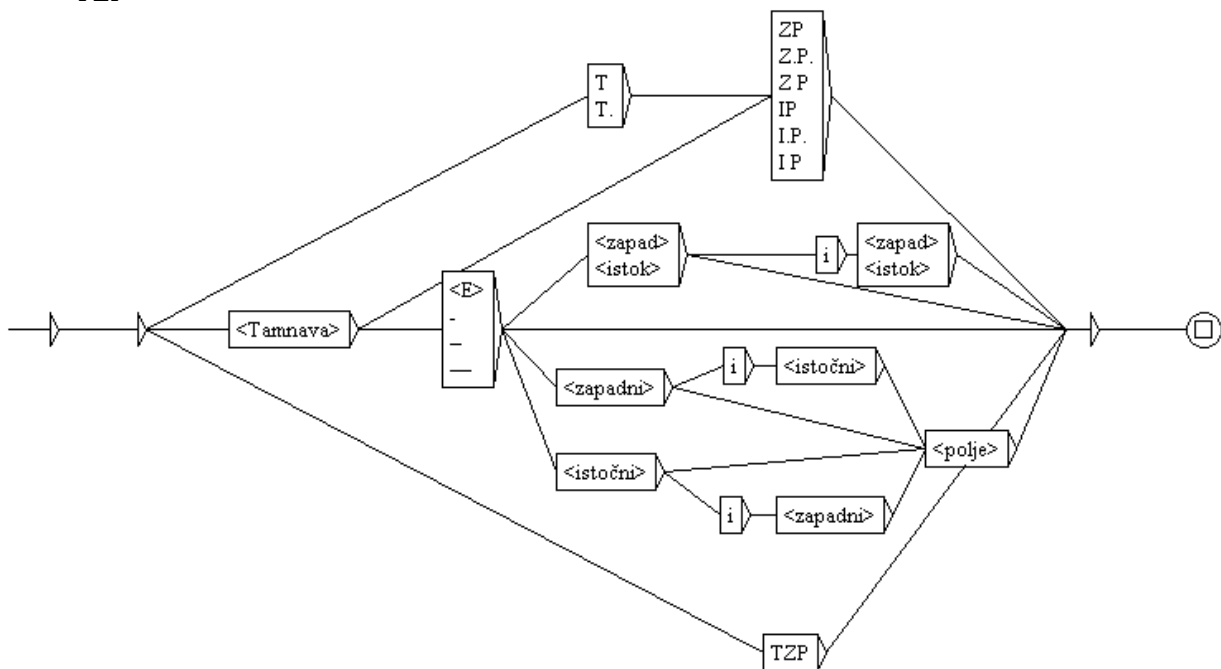 T
T.
ZP
Z.P.
Z P
IP
I.P.
I P
<zapad>
<istok>
i
<zapad>
<istok>
<Tamnava>
<E>
-
–
—
<zapadni>
i
<istočni>
<istočni>
i
<zapadni>
<polje>
TZP